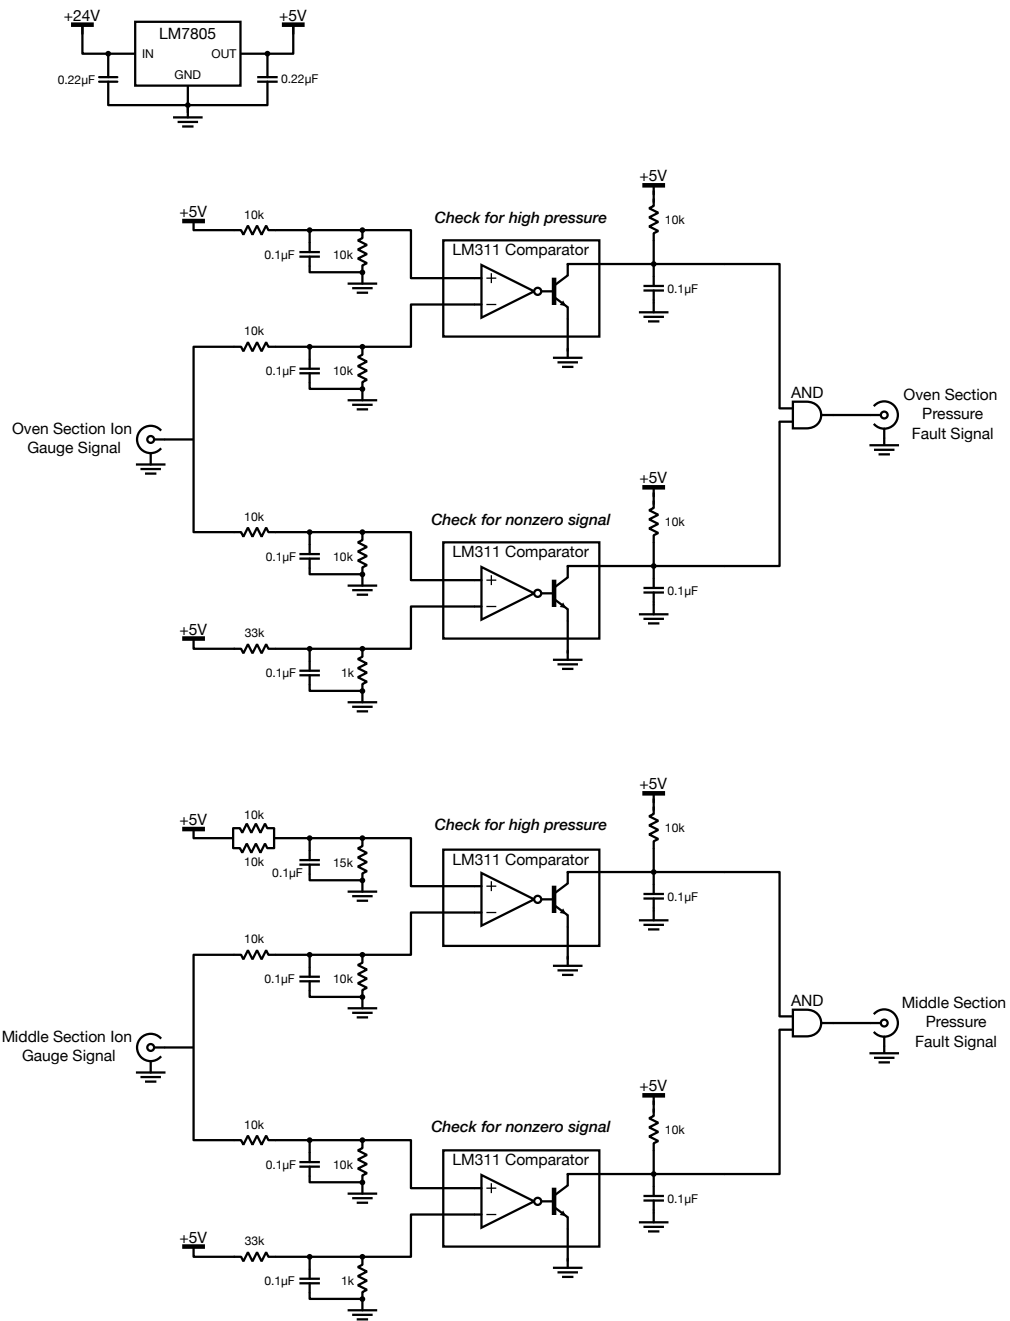 +24V
+5V
LM7805
IN
OUT
GND
0.22µF
0.22µF
+5V
+5V
10k
Check for high pressure
10k
LM311 Comparator
0.1µF
10k
+
−
0.1µF
10k
0.1µF
10k
AND
Oven Section
Pressure
Fault Signal
Oven Section Ion
Gauge Signal
+5V
10k
Check for nonzero signal
10k
LM311 Comparator
0.1µF
10k
+
−
0.1µF
+5V
33k
0.1µF
1k
+5V
10k
+5V
Check for high pressure
10k
10k
LM311 Comparator
0.1µF
15k
+
−
0.1µF
10k
0.1µF
10k
AND
Middle Section
Pressure
Fault Signal
Middle Section Ion
Gauge Signal
+5V
10k
Check for nonzero signal
10k
LM311 Comparator
0.1µF
10k
+
−
0.1µF
+5V
33k
0.1µF
1k